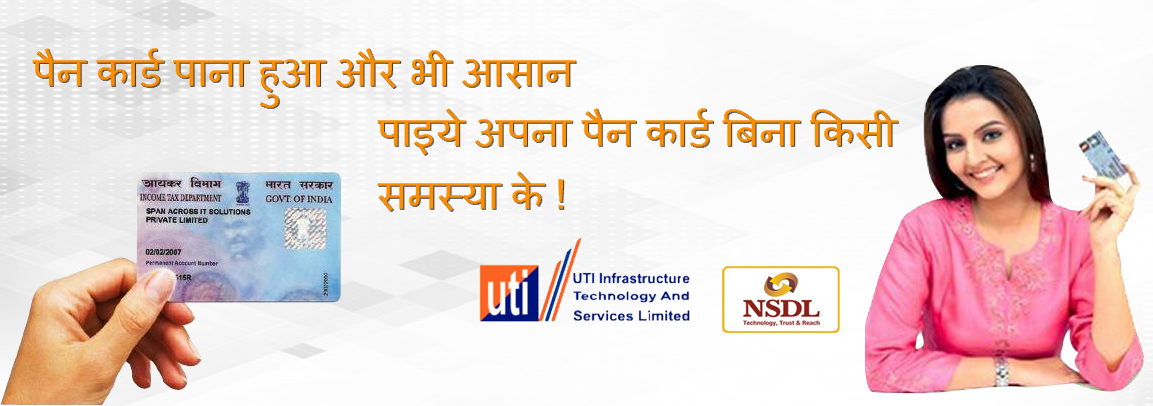 पैन कार्ड पाना हुआ और भी आसान
पाइये अपना पैन कार्ड बिना किसी
समस्या के !
आयकर विभाग
INCOME TAX DEPARTMENT
भारत सरकार
GOVT. OF INDIA
SPAN ACROSS IT SOLUTIONS
PRIVATE LIMITED
02/02/2007
Permanent Account Number
515R
uti
UTI Infrastructure
Technology And
Services Limited
NSDL
Technology, Trust & Reach